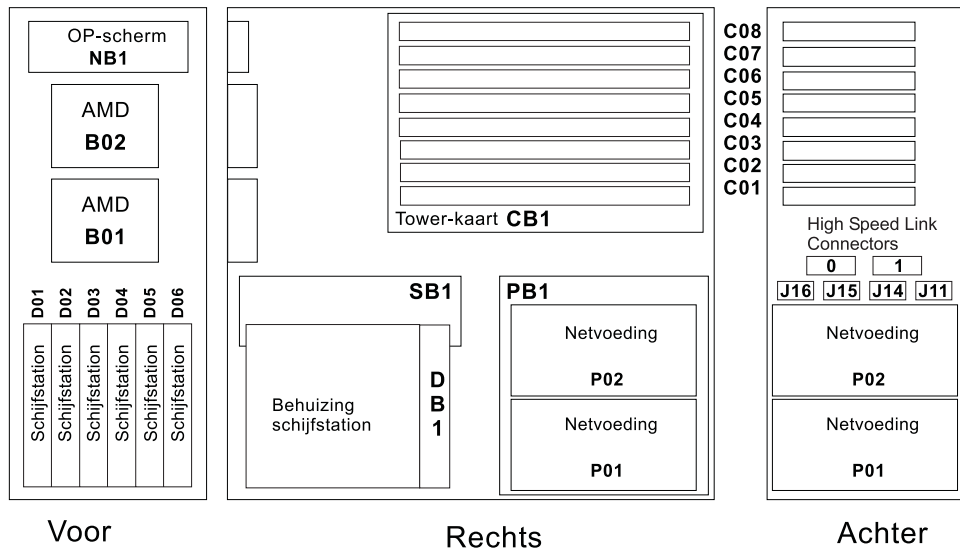 OP-scherm
NB1
AMD
B02
AMD
B01
D01
D02
D03
D04
D05
D06
Schijfstation
Schijfstation
Schijfstation
Schijfstation
Schijfstation
Schijfstation
Voor
Tower-kaart CB1
SB1
Behuizing
schijfstation
D
B
1
PB1
Netvoeding
P02
Netvoeding
P01
Rechts
C08
C07
C06
C05
C04
C03
C02
C01
High Speed Link
Connectors
0 1
J16 J15 J14 J11
Netvoeding
P02
Netvoeding
P01
Achter